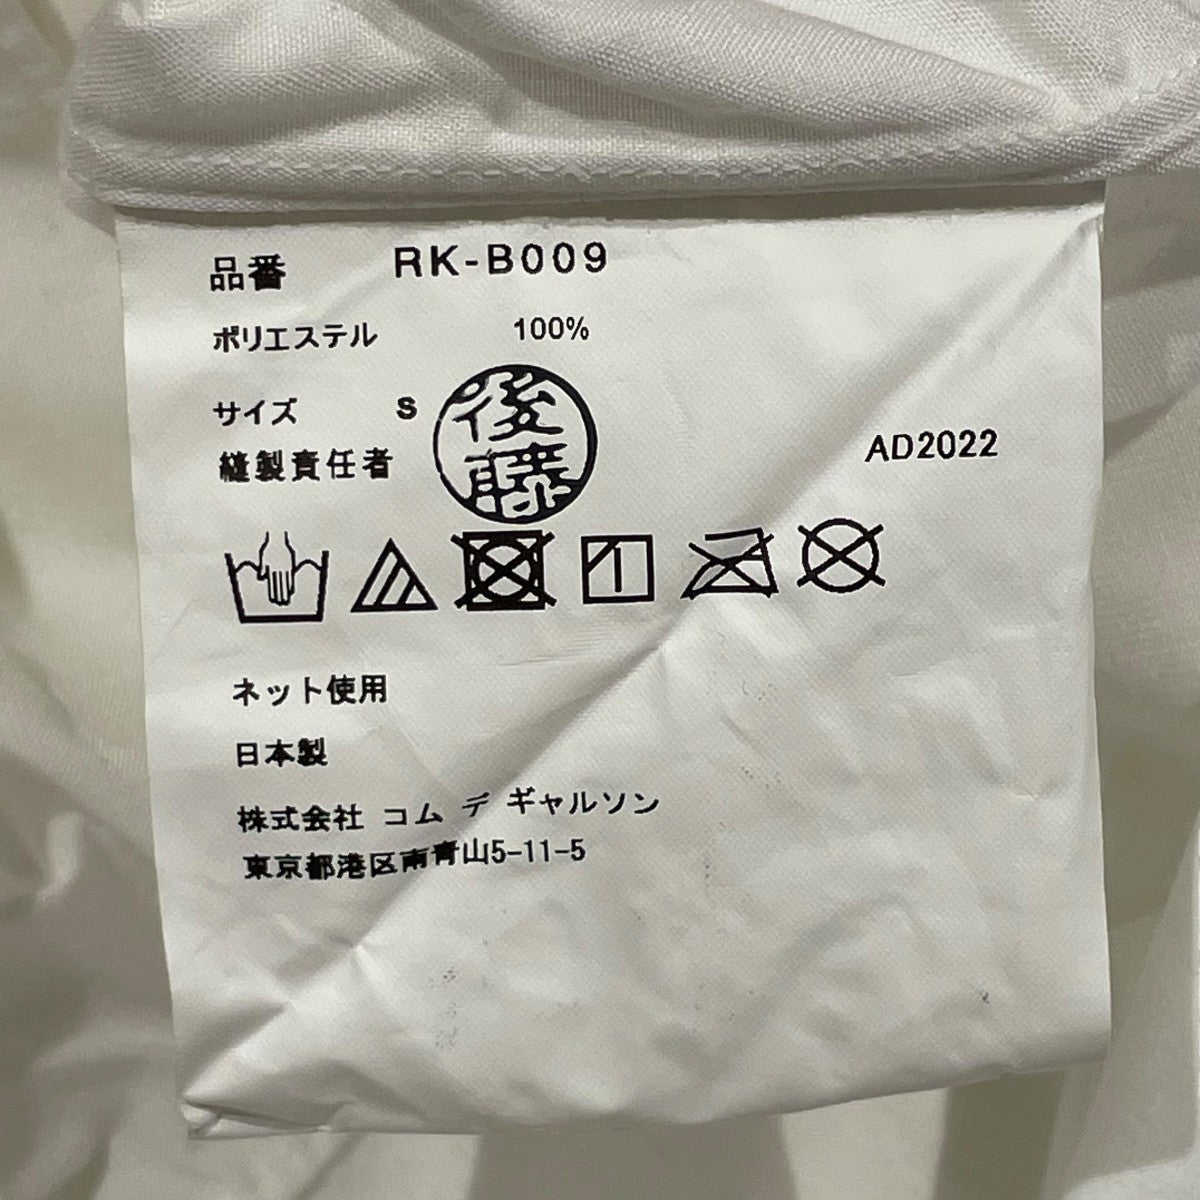 品番 RK-B009
ポリエステル 100%
サイズ S
縫製責任者 後藤
AD2022
ネット使用
日本製
株式会社 コム デ ギャルソン
東京都港区南青山5-11-5